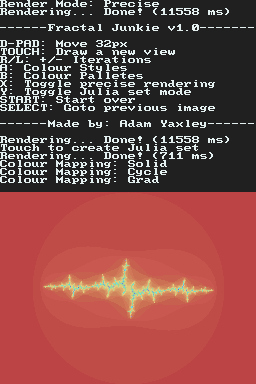 Render Mode: Precise
Rendering... Done! (11558 ms)
------Fractal Junkie v1.0-------
D-PAD: Move 32px
TOUCH: Draw a new view
R/L: +/- Iterations
A: Colour Styles
B: Colour Palletes
X: Toggle precise rendering
Y: Toggle Julia set mode
START: Start over
SELECT: Goto previous image
------Made by: Adam Yaxley------
Rendering... Done! (11558 ms)
Touch to create Julia set
Rendering... Done! (711 ms)
Colour Mapping: Solid
Colour Mapping: Cycle
Colour Mapping: Grad